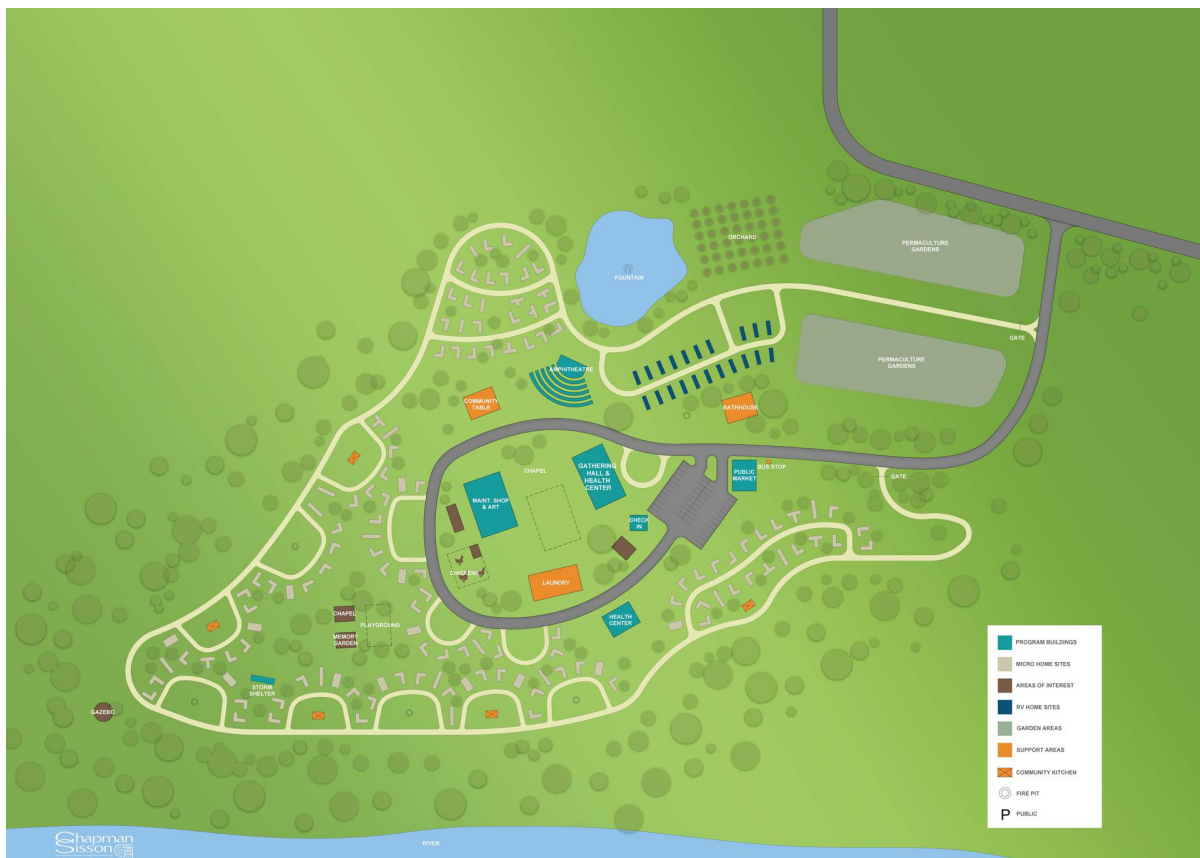 ORCHARD
PERMACULTURE
GARDENS
FOUNTAIN
GATE
PERMACULTURE
GARDENS
AMPHITHEATRE
COMMUNITY
TABLE
BATHHOUSE
CHAPEL
GATHERING
HALL &
HEALTH
CENTER
PUBLIC
MARKET
BUS STOP
GATE
MAINT. SHOP
& ART
CHECK
IN
CHICKENS
LAUNDRY
CHAPEL
PLAYGROUND
MEMORY
GARDEN
HEALTH
CENTER
STORM
SHELTER
GAZEBO
PROGRAM BUILDINGS
MICRO HOME SITES
AREAS OF INTEREST
RV HOME SITES
GARDEN AREAS
SUPPORT AREAS
COMMUNITY KITCHEN
FIRE PIT
P PUBLIC
Chapman
Sisson
RIVER